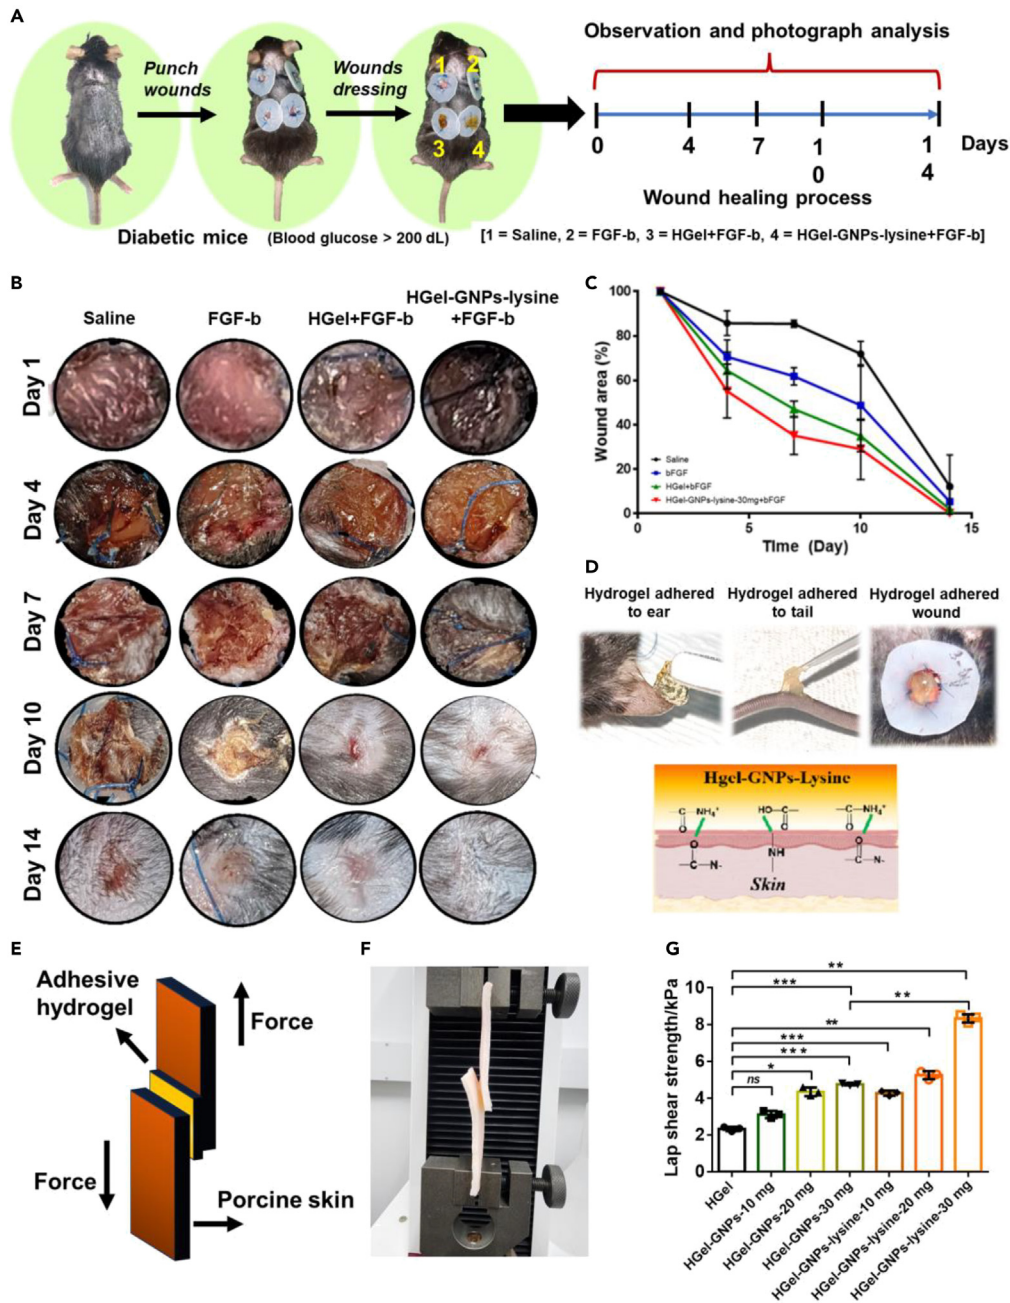 A
Punch
wounds
Wounds
dressing
1
2
3
4
Observation and photograph analysis
0
4
7
1
0
1
4
Days
Wound healing process
Diabetic mice (Blood glucose > 200 dL)
[1 = Saline, 2 = FGF-b, 3 = HGel+FGF-b, 4 = HGel-GNPs-lysine+FGF-b]
B
Saline
FGF-b
HGel+FGF-b
HGel-GNPs-lysine
+FGF-b
Day 1
Day 4
Day 7
Day 10
Day 14
C
Wound area (%)
100
80
60
40
20
0
Saline
bFGF
HGel+bFGF
HGel-GNPs-lysine-30mg+bFGF
0
5
10
15
TIme (Day)
D
Hydrogel adhered
to ear
Hydrogel adhered
to tail
Hydrogel adhered
wound
Hgel-GNPs-Lysine
C NH₄⁺
O
HO C
O
C NH₄⁺
O
O
C N
NH
O
C N
Skin
E
Adhesive
hydrogel
Force
Force
Porcine skin
F
G
Lap shear strength/kPa
10
8
6
4
2
0
**
***
**
**
***
***
*
ns
HGel
HGel-GNPs-10 mg
HGel-GNPs-20 mg
HGel-GNPs-30 mg
HGel-GNPs-lysine-10 mg
HGel-GNPs-lysine-20 mg
HGel-GNPs-lysine-30 mg